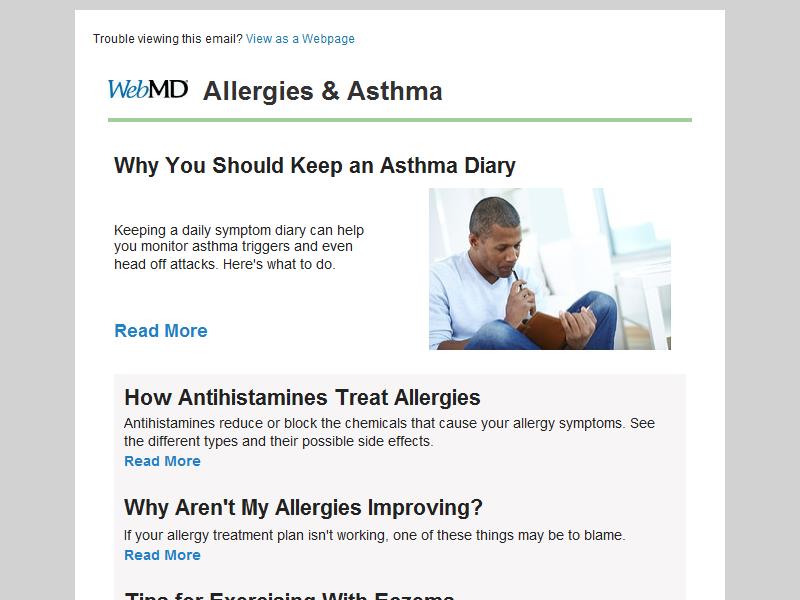 Trouble viewing this email? View as a Webpage
WebMD Allergies & Asthma
Why You Should Keep an Asthma Diary
Keeping a daily symptom diary can help
you monitor asthma triggers and even
head off attacks. Here's what to do.
Read More
How Antihistamines Treat Allergies
Antihistamines reduce or block the chemicals that cause your allergy symptoms. See
the different types and their possible side effects.
Read More
Why Aren't My Allergies Improving?
If your allergy treatment plan isn't working, one of these things may be to blame.
Read More
Tips for Exercising With Eczema